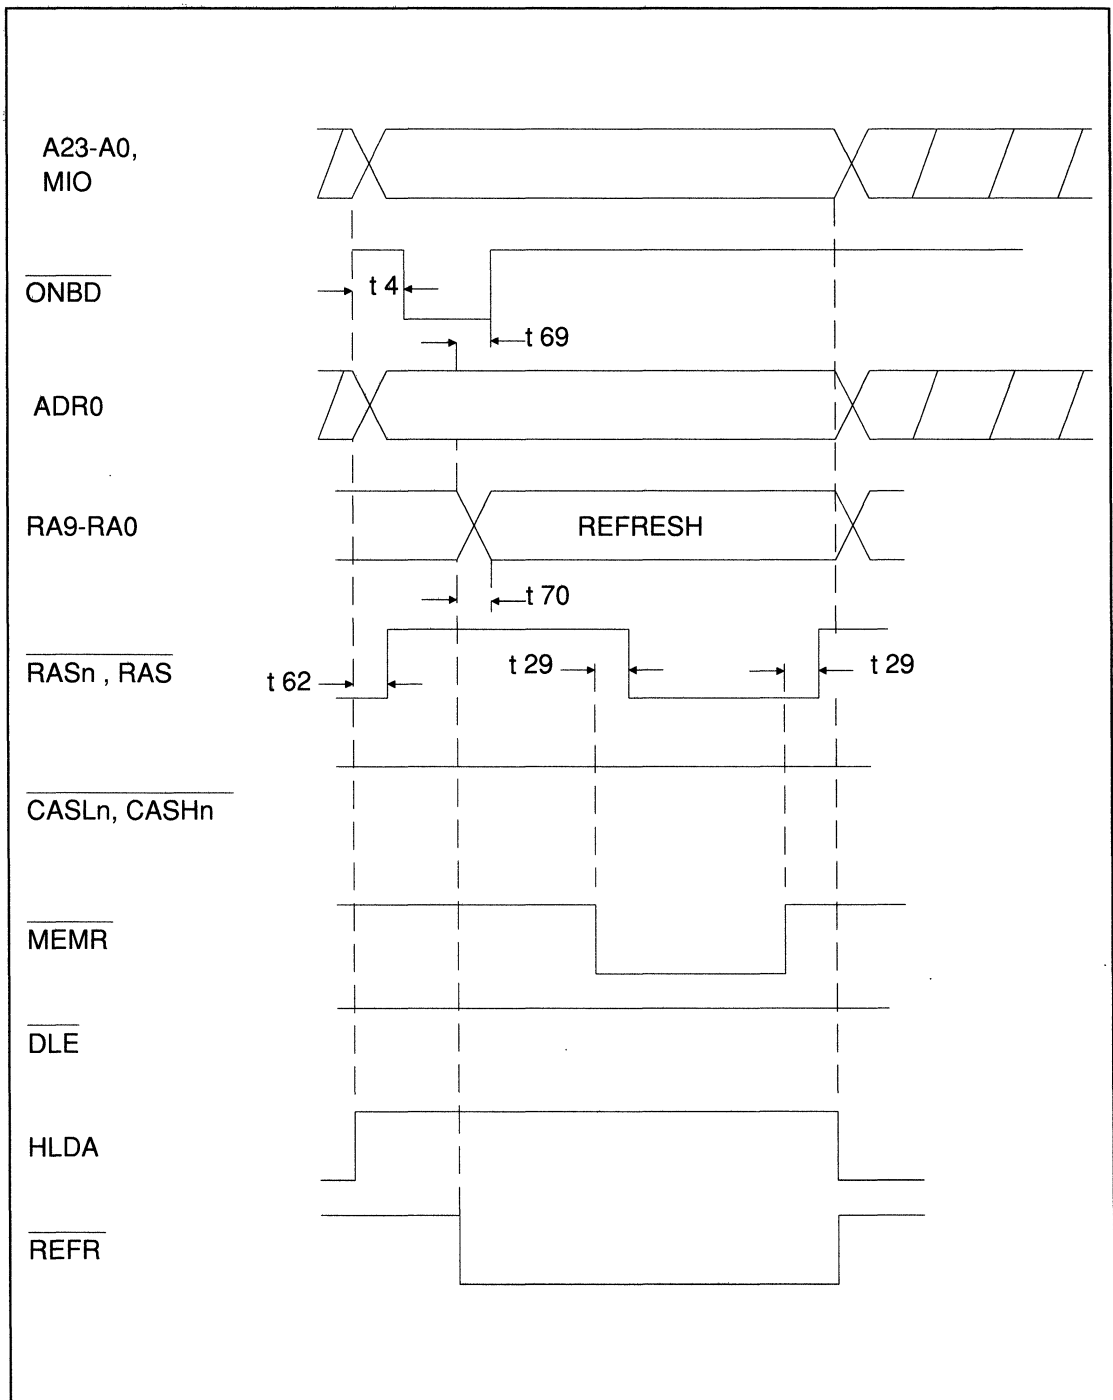 A23-A0,
MIO
ONBD
t 4
t 69
ADR0
RA9-RA0
REFRESH
t 70
RASn , RAS
t 62
t 29
t 29
CASLn, CASHn
MEMR
DLE
HLDA
REFR